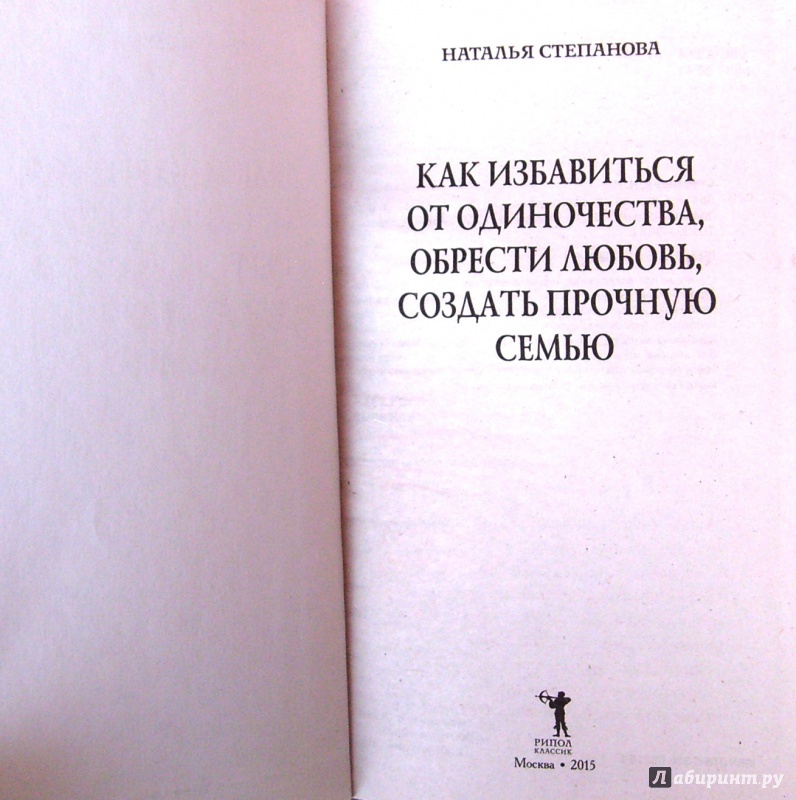 НАТАЛЬЯ СТЕПАНОВА
КАК ИЗБАВИТЬСЯ
ОТ ОДИНОЧЕСТВА,
ОБРЕСТИ ЛЮБОВЬ,
СОЗДАТЬ ПРОЧНУЮ
СЕМЬЮ
РИПОЛ
КЛАССИК
Москва • 2015
Лабиринт.ру